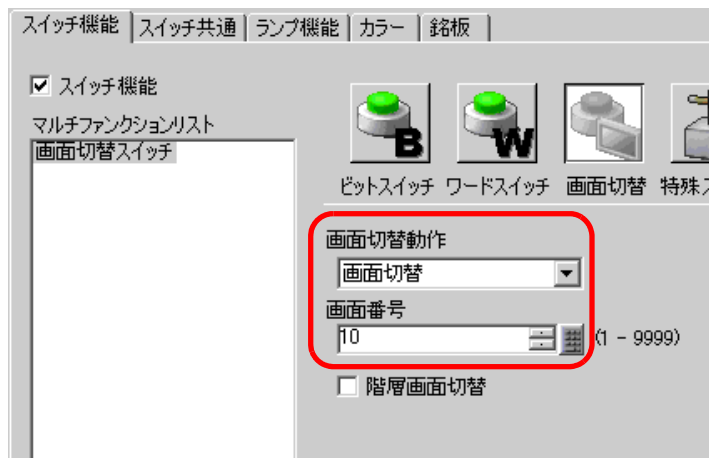 スイッチ機能 スイッチ共通 ランプ機能 カラー 銘板
スイッチ機能
マルチファンクションリスト
画面切替スイッチ
B W
ビットスイッチ ワードスイッチ 画面切替 特殊ス
画面切替動作
画面切替
画面番号
10 (1 - 9999)
階層画面切替